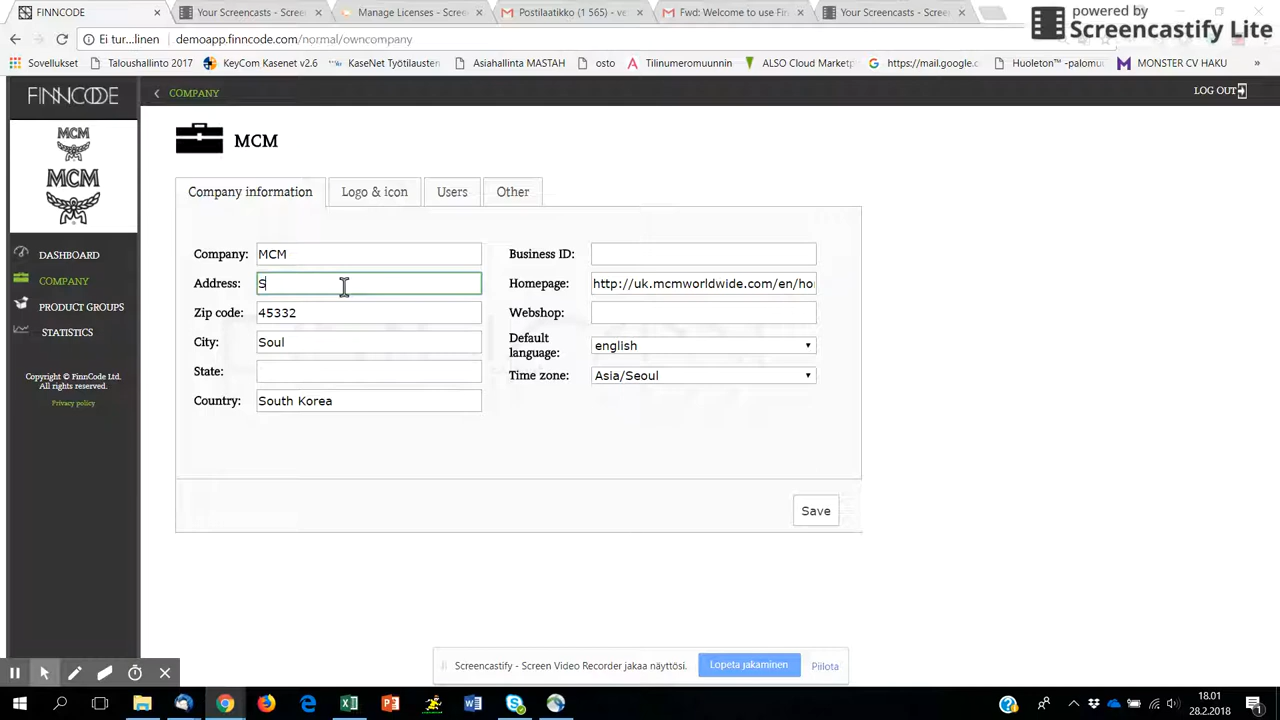 FINNCODE
Your Screencasts - Scree
Manage Licenses - Scree
Postilaatikko (1 565) - ve
Fwd: Welcome to use Fin
Your Screencasts - Scree
powered by
Screencastify Lite
Ei tur...linen
demoapp.finncode.com/normal/co
Sovellukset
Taloushallinto 2017
KeyCom Kasenet v2.6
KaseNet Työtilauster
Asiahallinta MASTAH
osto
Tilinumeromuunnin
ALSO Cloud Marketp
https://mail.google.c
Huoleton™ -palomuu
MONSTER CV HAKU
»
FINNCODE
COMPANY
LOG OUT
MCM
MCM
MCM
Company information
Logo & icon
Users
Other
DASHBOARD
COMPANY
PRODUCT GROUPS
STATISTICS
Copyright © FinnCode Ltd.
All rights reserved.
Privacy policy
Company: MCM
Address: S
Zip code: 45332
City: Soul
State:
Country: South Korea
Business ID:
Homepage: http://uk.mcmworldwide.com/en/ho
Webshop:
Default
language: english
Time zone: Asia/Seoul
Save
Screencastify - Screen Video Recorder jakaa näyttösi.
Lopeta jakaminen
Piilota
18.01
28.2.2018